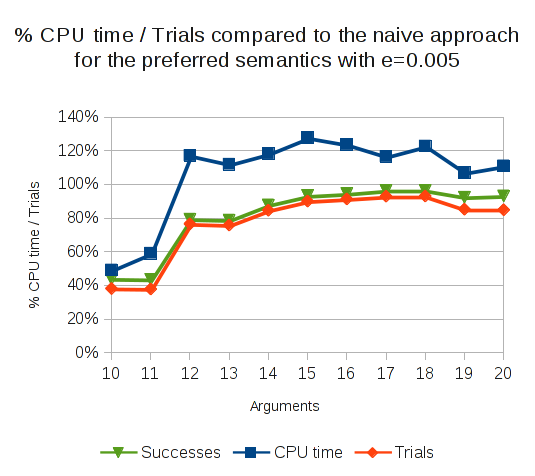 % CPU time / Trials compared to the naive approach
for the preferred semantics with e=0.005
140%
120%
100%
80%
60%
40%
20%
0%
% CPU time / Trials
10 11 12 13 14 15 16 17 18 19 20
Arguments
Successes CPU time Trials